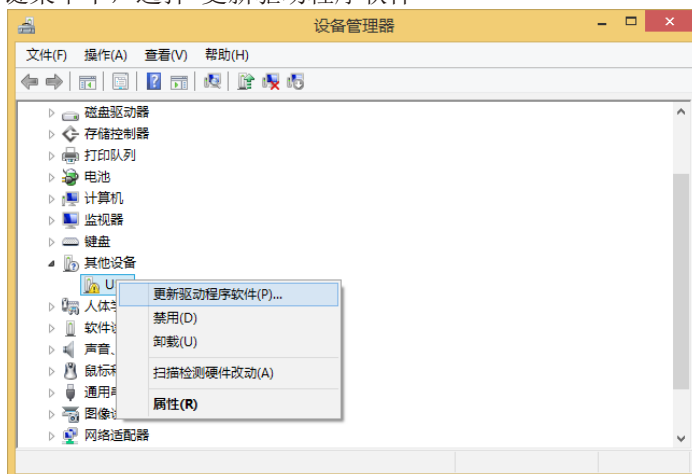 设备管理器
文件(F) 操作(A) 查看(V) 帮助(H)
磁盘驱动器
存储控制器
打印队列
电池
计算机
监视器
键盘
其他设备
U
更新驱动程序软件(P)...
人体
禁用(D)
软件
卸载(U)
声音、
鼠标
扫描检测硬件改动(A)
通用
属性(R)
图像
网络适配器